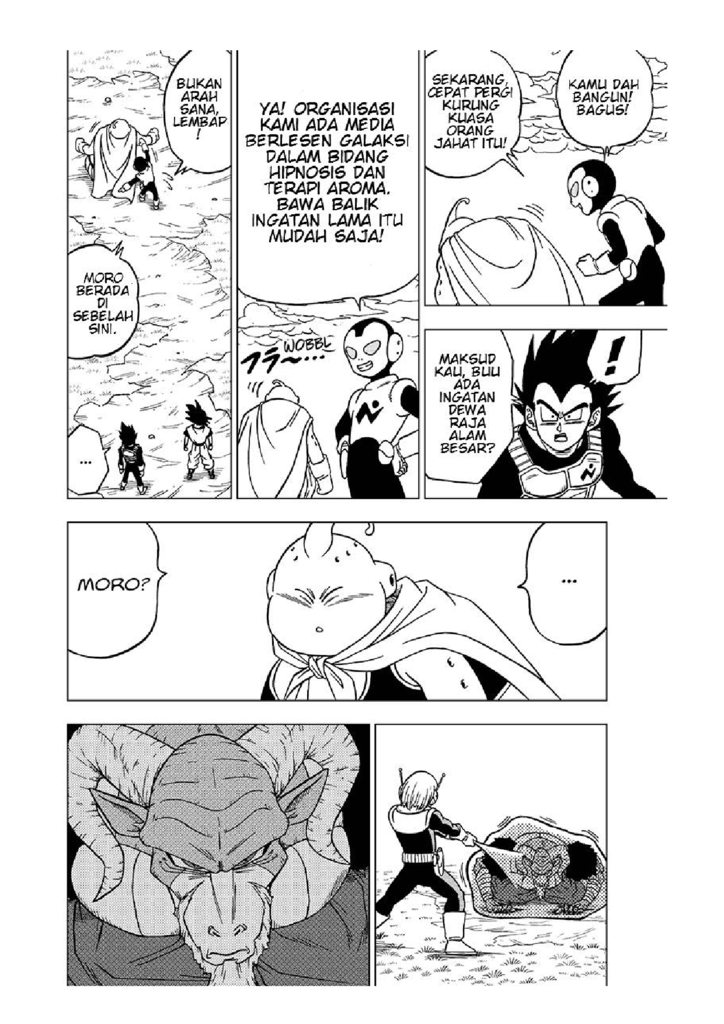 KAMU DAH
BANGUN!
BAGUS!
SEKARANG,
CEPAT PERGI
KURUNG
KUASA
ORANG
JAHAT ITU!
!
MAKSUD
KAU, BUU
ADA
INGATAN
DEWA
RAJA
ALAM
BESAR?
YA! ORGANISASI
KAMI ADA MEDIA
BERLESEN GALAKSI
DALAM BIDANG
HIPNOSIS DAN
TERAPI AROMA.
BAWA BALIK
INGATAN LAMA ITU
MUDAH SAJA!
WOBBL
フラ〜…
BUKAN
ARAH
SANA,
LEMBAP
!
MORO
BERADA
DI
SEBELAH
SINI.
...
...
MORO?